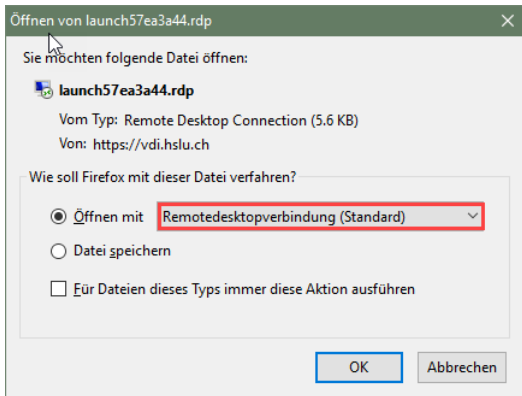 Öffnen von launch57ea3a44.rdp
Sie möchten folgende Datei öffnen:
launch57ea3a44.rdp
Vom Typ: Remote Desktop Connection (5.6 KB)
Von: https://vdi.hslu.ch
Wie soll Firefox mit dieser Datei verfahren?
Öffnen mit Remotedesktopverbindung (Standard)
Datei speichern
Für Dateien dieses Typs immer diese Aktion ausführen
OK Abbrechen